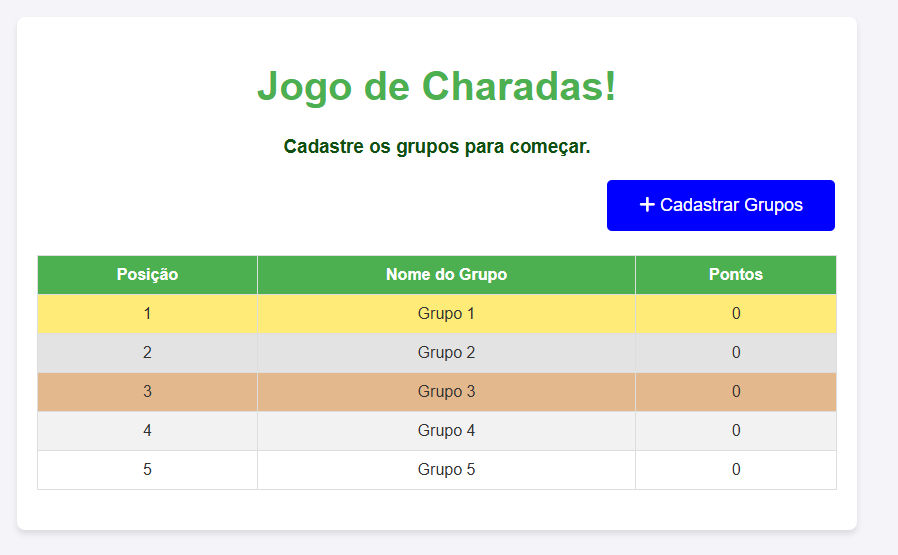 Jogo de Charadas!
Cadastre os grupos para começar.
+ Cadastrar Grupos
Posição Nome do Grupo Pontos
1 Grupo 1 0
2 Grupo 2 0
3 Grupo 3 0
4 Grupo 4 0
5 Grupo 5 0